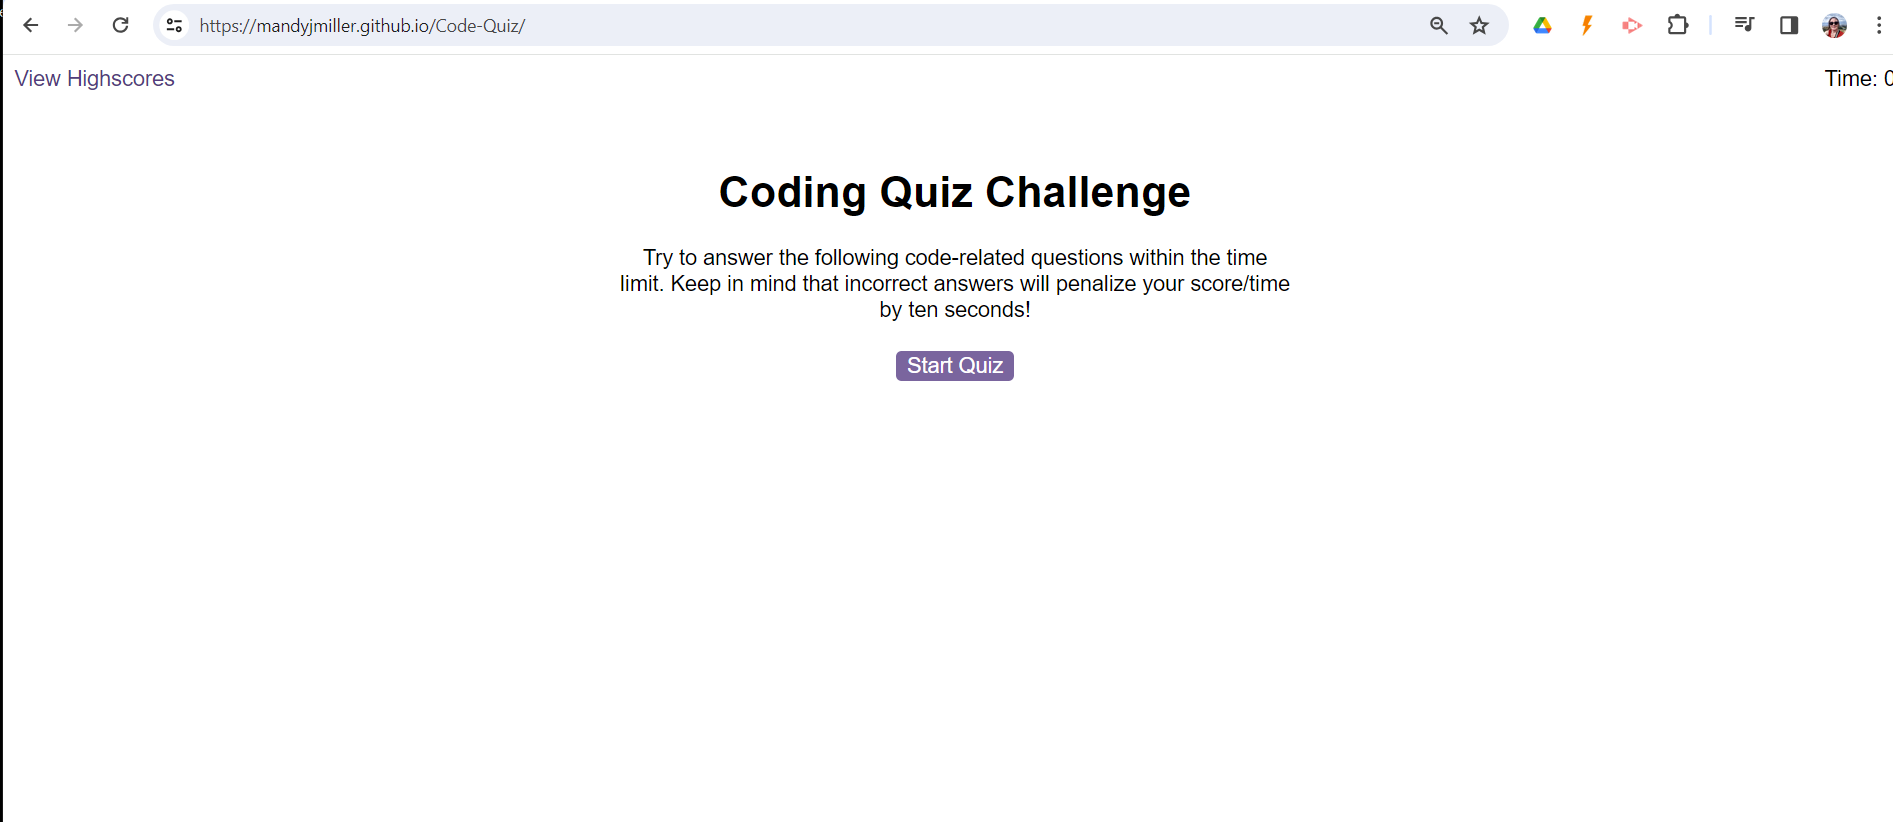 https://mandyjmiller.github.io/Code-Quiz/
View Highscores
Time: 0
Coding Quiz Challenge
Try to answer the following code-related questions within the time
limit. Keep in mind that incorrect answers will penalize your score/time
by ten seconds!
Start Quiz